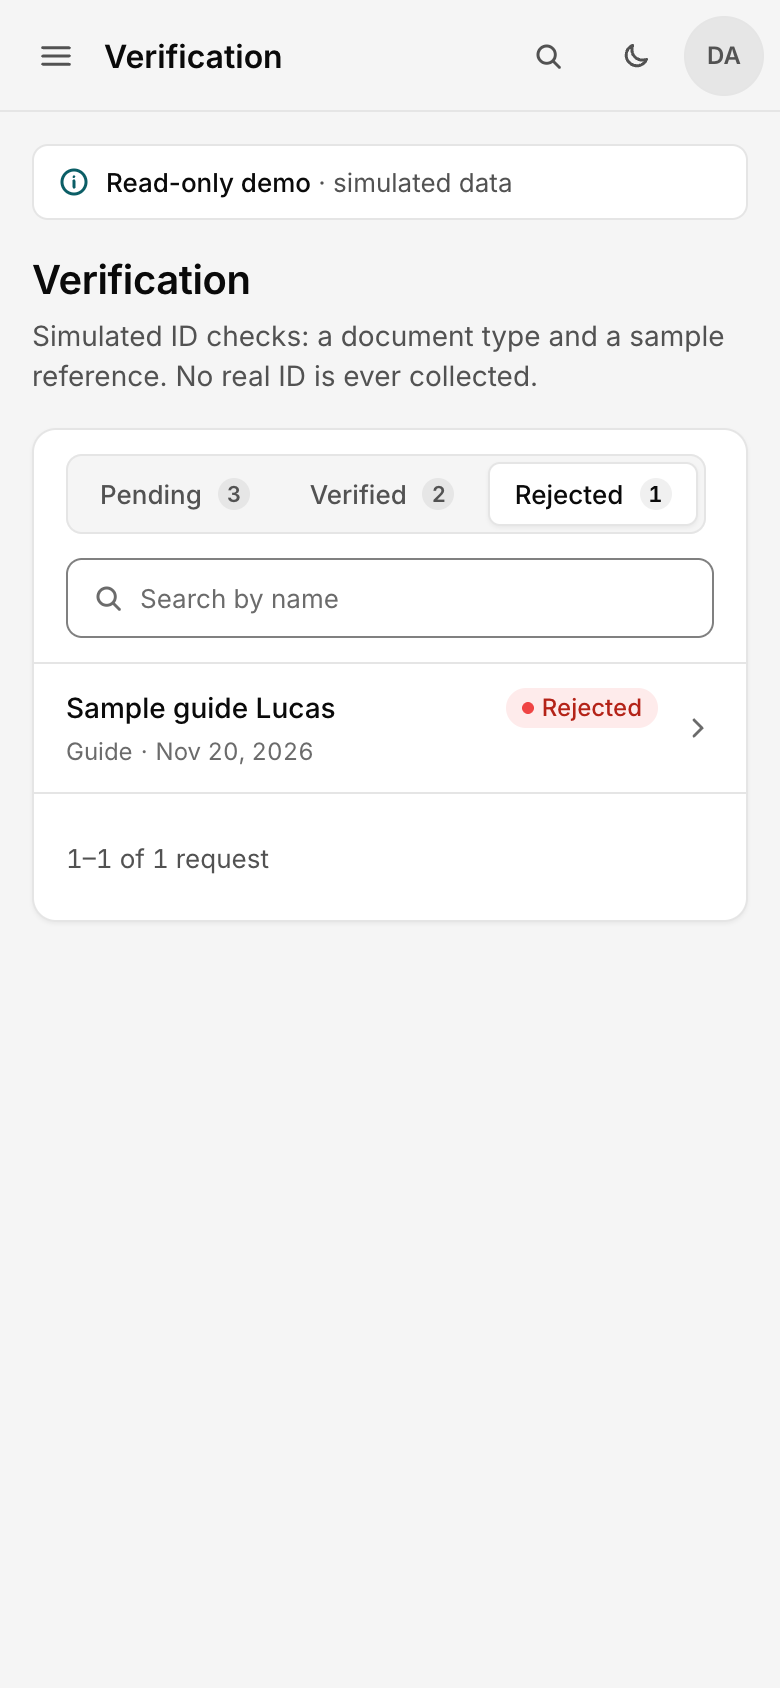 Verification
DA
Read-only demo · simulated data
Verification
Simulated ID checks: a document type and a sample
reference. No real ID is ever collected.
Pending 3 Verified 2 Rejected 1
Search by name
Sample guide Lucas Rejected
Guide · Nov 20, 2026
1–1 of 1 request